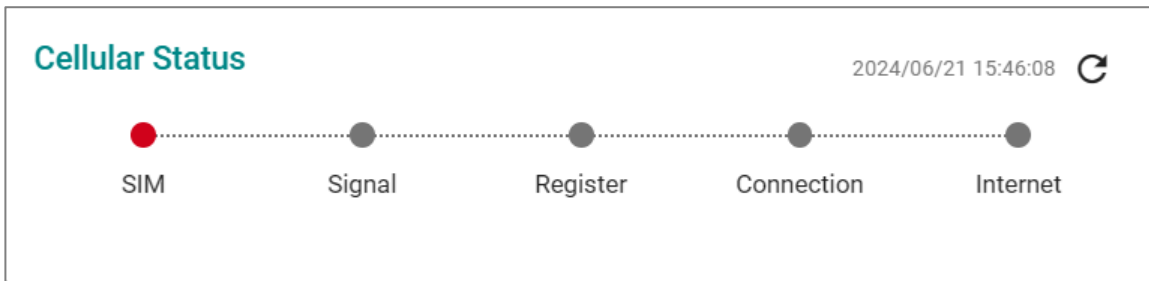 Cellular Status
2024/06/21 15:46:08
SIM
Signal
Register
Connection
Internet